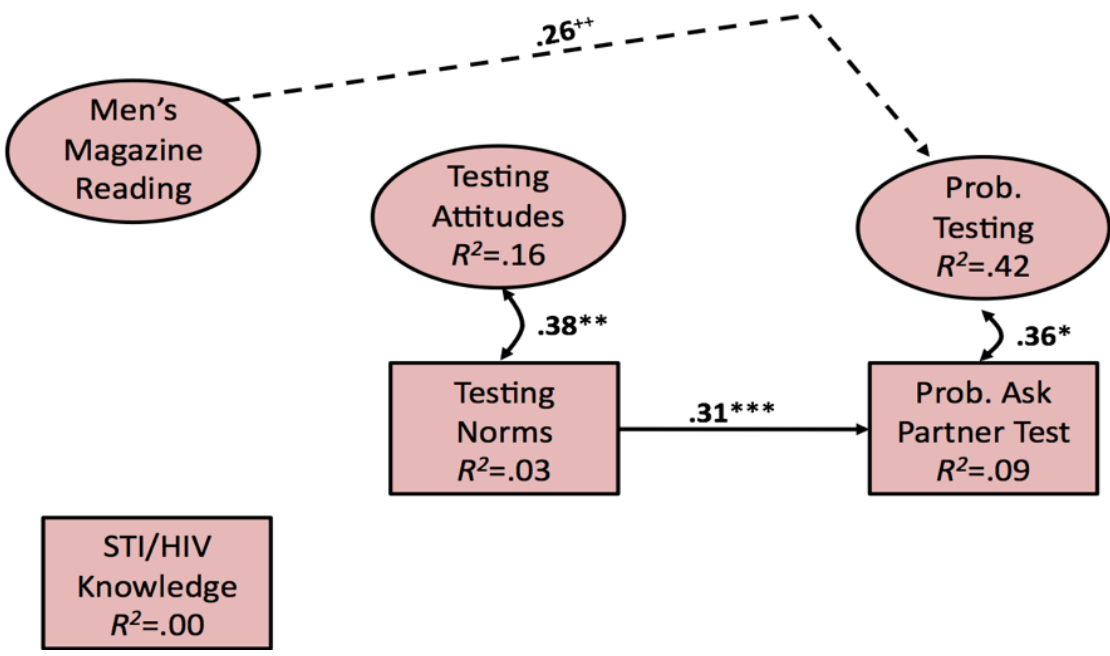 .26++
Men's
Magazine
Reading
Testing
Attitudes
R²=.16
Prob.
Testing
R²=.42
.38**
.36*
Testing
Norms
R²=.03
.31***
Prob. Ask
Partner Test
R²=.09
STI/HIV
Knowledge
R²=.00